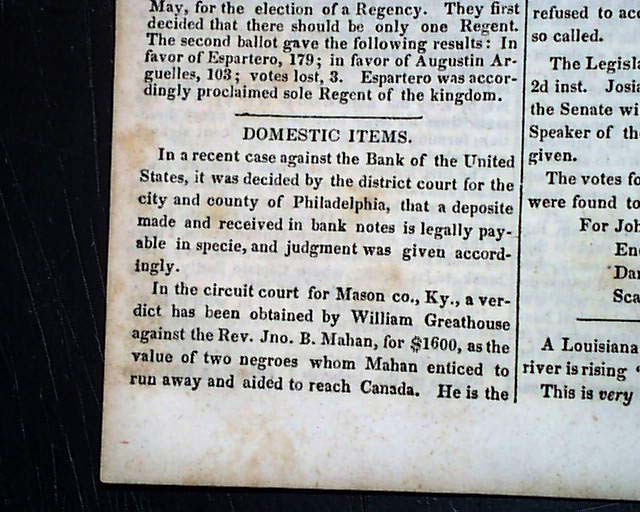 May, for the election of a Regency. They first
decided that there should be only one Regent.
The second ballot gave the following results: In
favor of Espartero, 179; in favor of Augustin Ar-
guelles, 103; votes lost, 3. Espartero was accor-
dingly proclaimed sole Regent of the kingdom.
DOMESTIC ITEMS.
In a recent case against the Bank of the United
States, it was decided by the district court for the
city and county of Philadelphia, that a deposite
made and received in bank notes is legally pay-
able in specie, and judgment was given accord-
ingly.
In the circuit court for Mason co., Ky., a ver-
dict has been obtained by William Greathouse
against the Rev. Jno. B. Mahan, for $1600, as the
value of two negroes whom Mahan enticed to
run away and aided to reach Canada. He is the
refused to acc
so called.
The Legisla
2d inst. Josia
the Senate wi
Speaker of th
given.
The votes fo
were found to
For Joh
En
Da
Sca
A Louisiana
river is rising
This is very